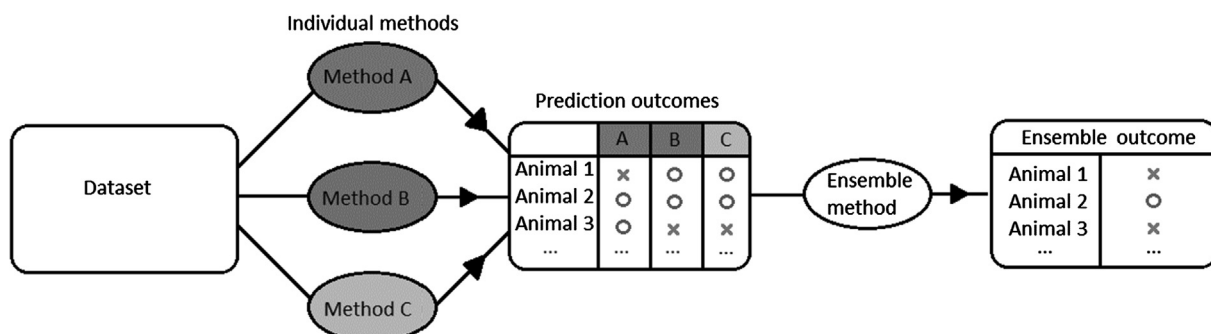 Individual methods
Method A
Dataset
Method B
Method C
Prediction outcomes
A B C
Animal 1 × O O
Animal 2 O O O
Animal 3 O × ×
... ... ... ...
Ensemble
method
Ensemble outcome
Animal 1 ×
Animal 2 O
Animal 3 ×
... ...